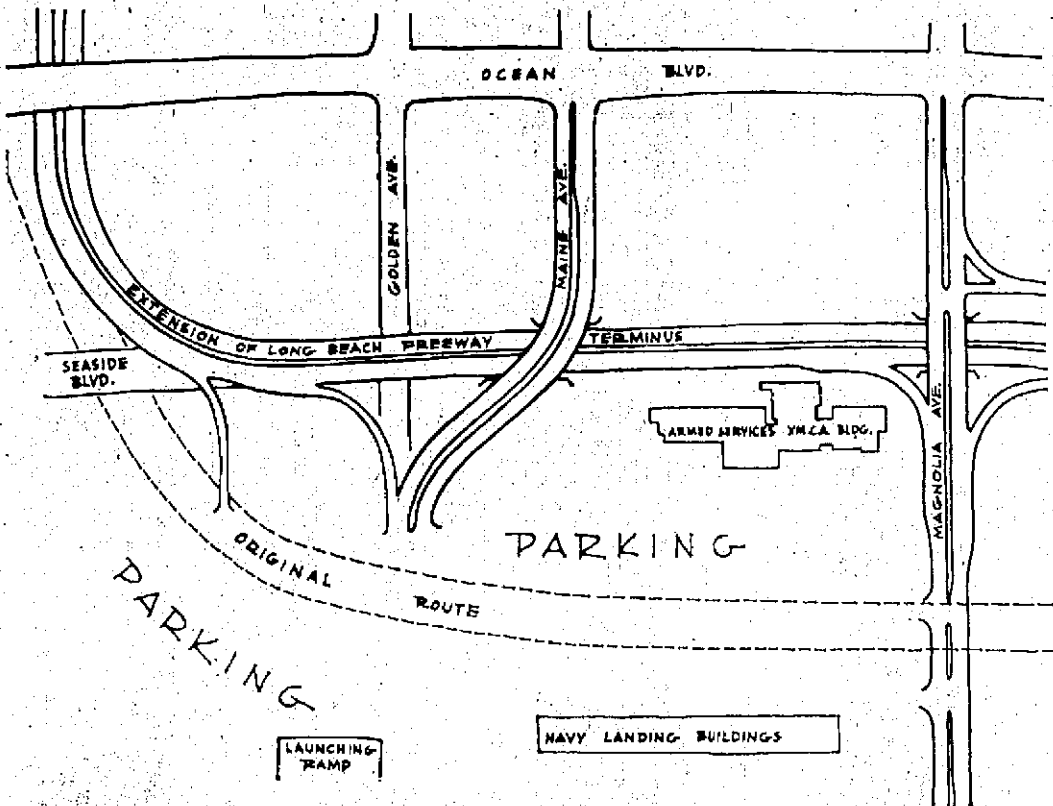 OCEAN BLVD.
GOLDEN AVE.
MAINE AVE.
EXTENSION OF LONG BEACH FREEWAY TERMINUS
SEASIDE
BLVD.
ARMED SERVICES Y.M.C.A. BLDG.
MAGNOLIA AVE.
PARKING
ORIGINAL ROUTE
PARKING
LAUNCHING
RAMP
NAVY LANDING BUILDINGS